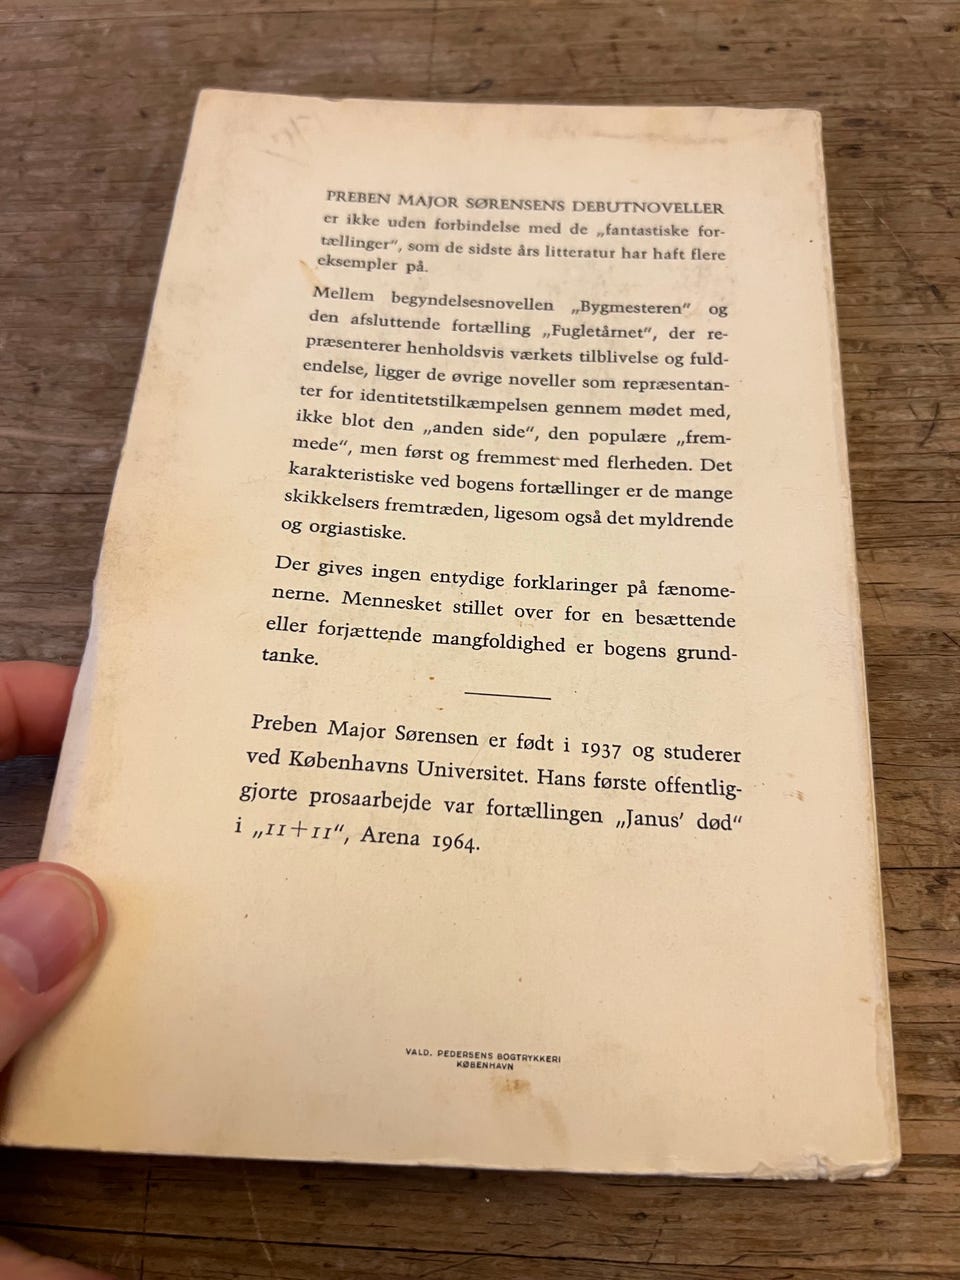 PREBEN MAJOR SØRENSENS DEBUTNOVELLER
er ikke uden forbindelse med de „fantastiske for-
tællinger“, som de sidste års litteratur har haft flere
eksempler på.
Mellem begyndelsesnovellen „Bygmesteren“ og
den afsluttende fortælling „Fugletårnet“, der re-
præsenterer henholdsvis værkets tilblivelse og fuld-
endelse, ligger de øvrige noveller som repræsentan-
ter for identitetstilkæmpelsen gennem mødet med,
ikke blot den „anden side“, den populære „frem-
mede“, men først og fremmest med flerheden. Det
karakteristiske ved bogens fortællinger er de mange
skikkelsers fremtræden, ligesom også det myldrende
og orgiastiske.
Der gives ingen entydige forklaringer på fænome-
nerne. Mennesket stillet over for en besættende
eller forjættende mangfoldighed er bogens grund-
tanke.
Preben Major Sørensen er født i 1937 og studerer
ved Københavns Universitet. Hans første offentlig-
gjorte prosaarbejde var fortællingen „Janus' død“
i „11+11“, Arena 1964.
VALD. PEDERSENS BOGTRYKKERI
KØBENHAVN